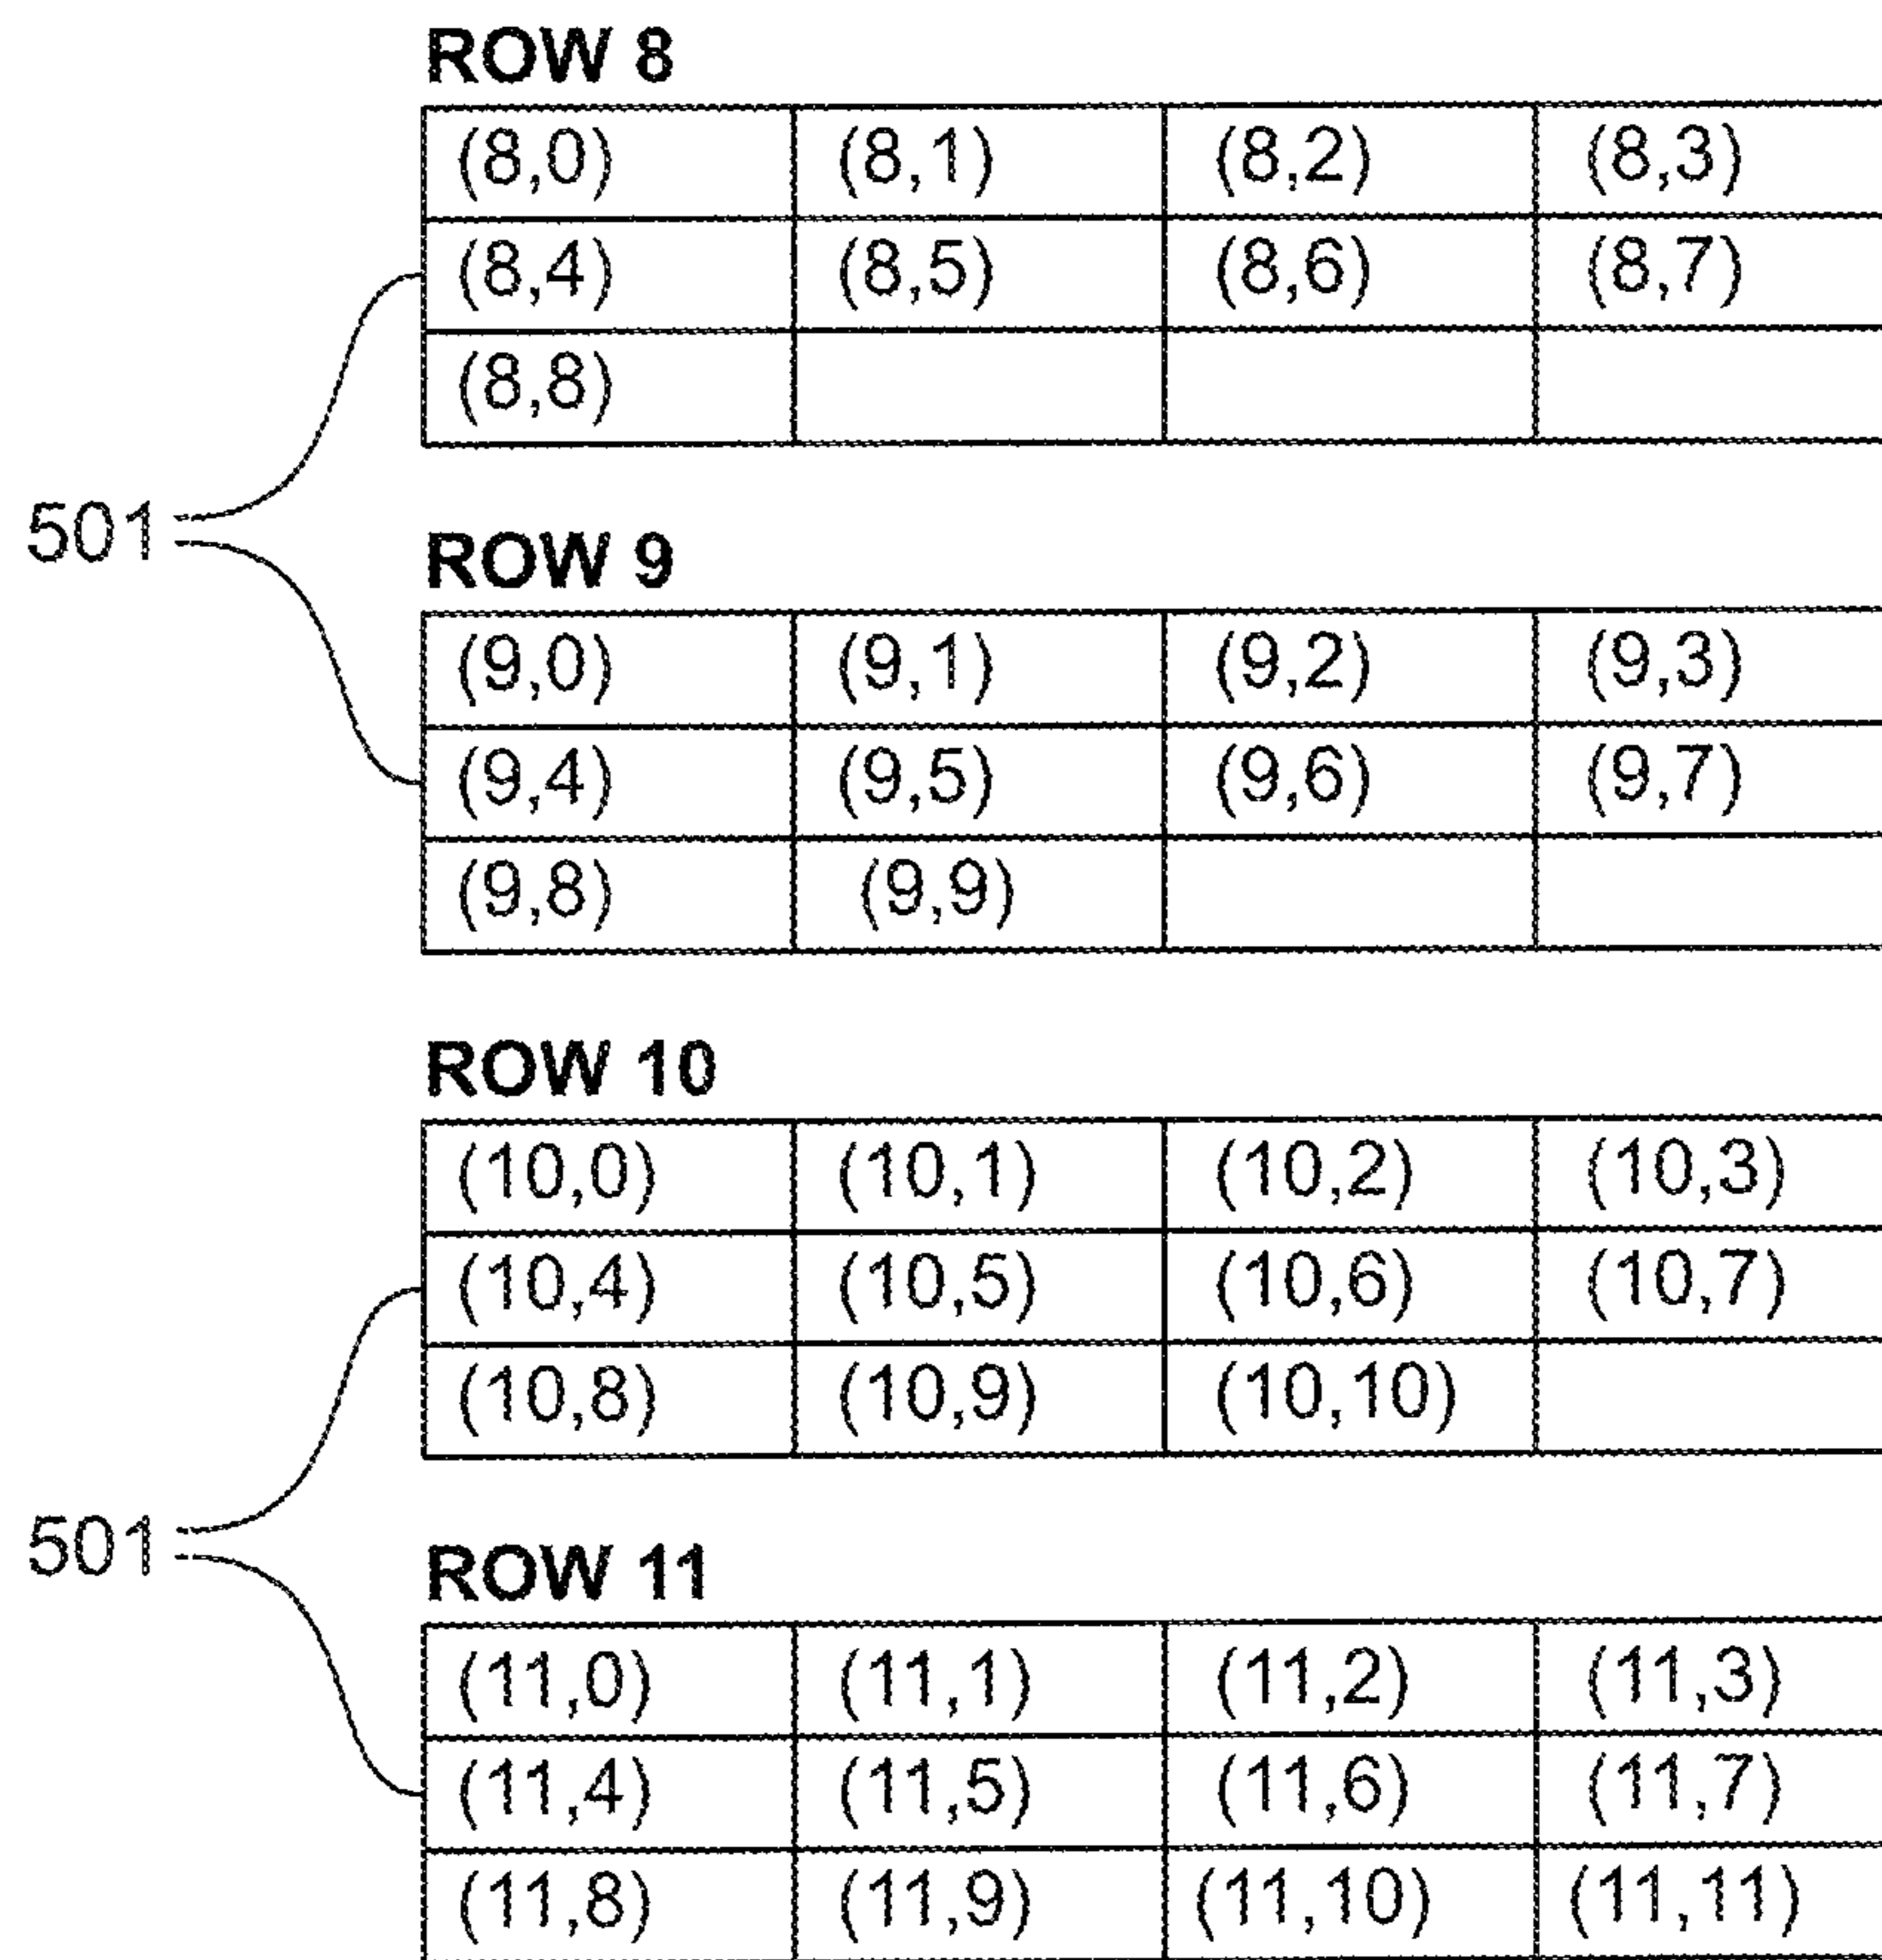 ROW 8
(8,0) (8,1) (8,2) (8,3)
(8,4) (8,5) (8,6) (8,7)
(8,8)
501
ROW 9
(9,0) (9,1) (9,2) (9,3)
(9,4) (9,5) (9,6) (9,7)
(9,8) (9,9)
ROW 10
(10,0) (10,1) (10,2) (10,3)
(10,4) (10,5) (10,6) (10,7)
(10,8) (10,9) (10,10)
501
ROW 11
(11,0) (11,1) (11,2) (11,3)
(11,4) (11,5) (11,6) (11,7)
(11,8) (11,9) (11,10) (11,11)